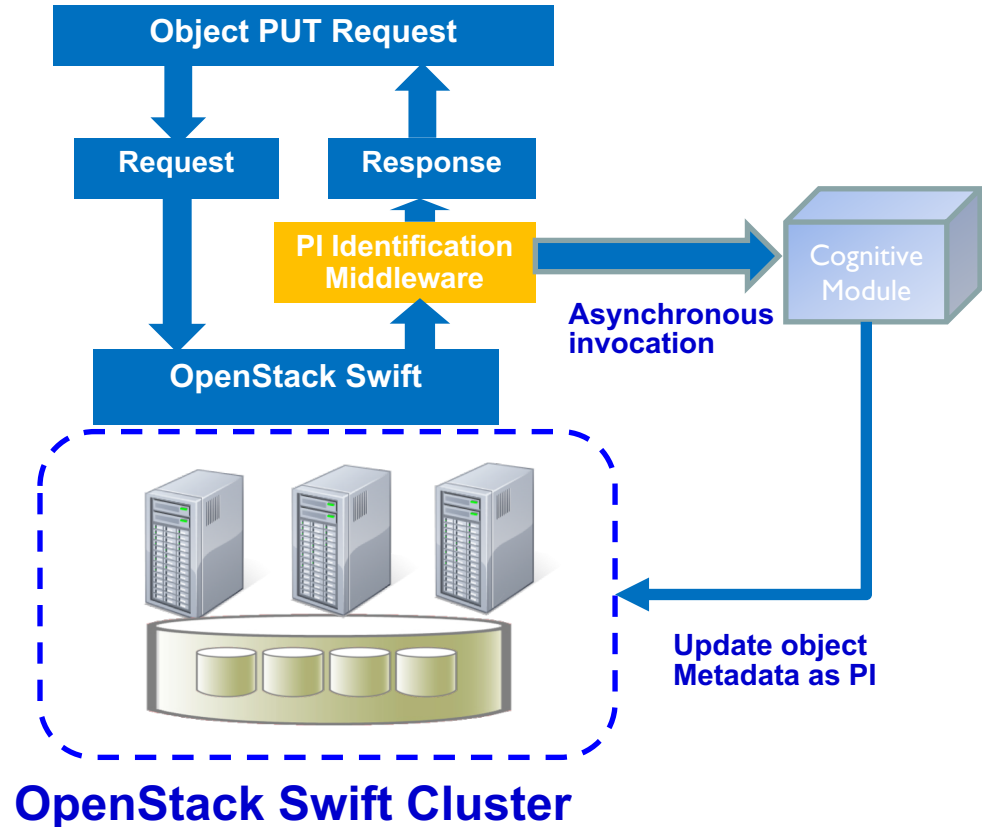 Object PUT Request
Request
Response
PI Identification
Middleware
Cognitive
Module
Asynchronous
invocation
OpenStack Swift
Update object
Metadata as PI
OpenStack Swift Cluster